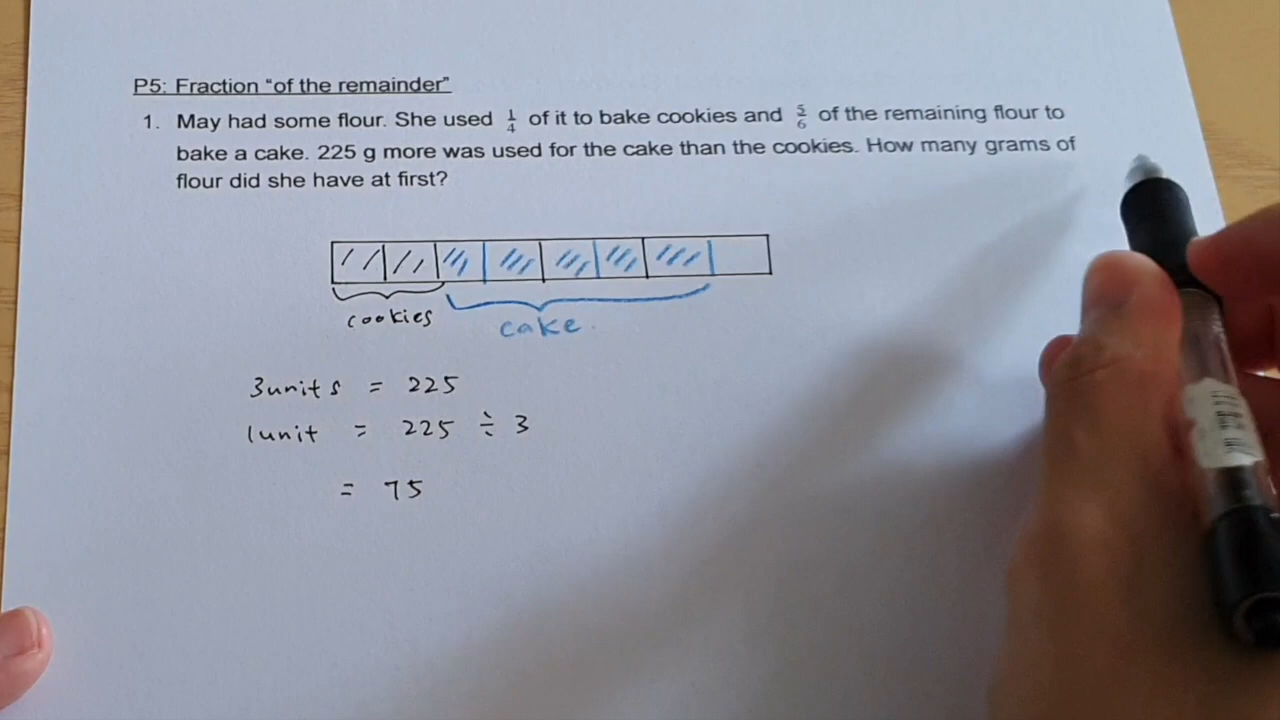 P5: Fraction “of the remainder”
1. May had some flour. She used 1/4 of it to bake cookies and 5/6 of the remaining flour to
bake a cake. 225 g more was used for the cake than the cookies. How many grams of
flour did she have at first?
cookies
cake.
3units = 225
1unit = 225 ÷ 3
= 75